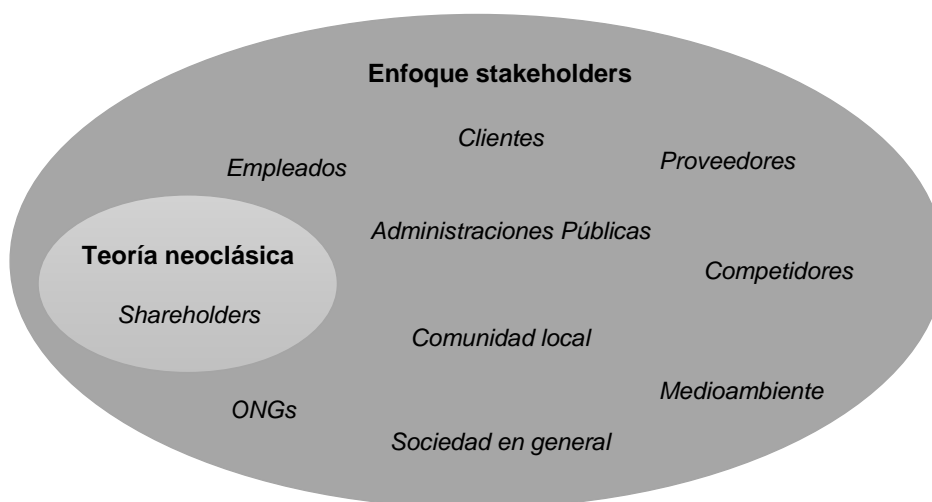 Enfoque stakeholders
Clientes
Empleados
Proveedores
Administraciones Públicas
Teoría neoclásica
Competidores
Shareholders
Comunidad local
Medioambiente
ONGs
Sociedad en general